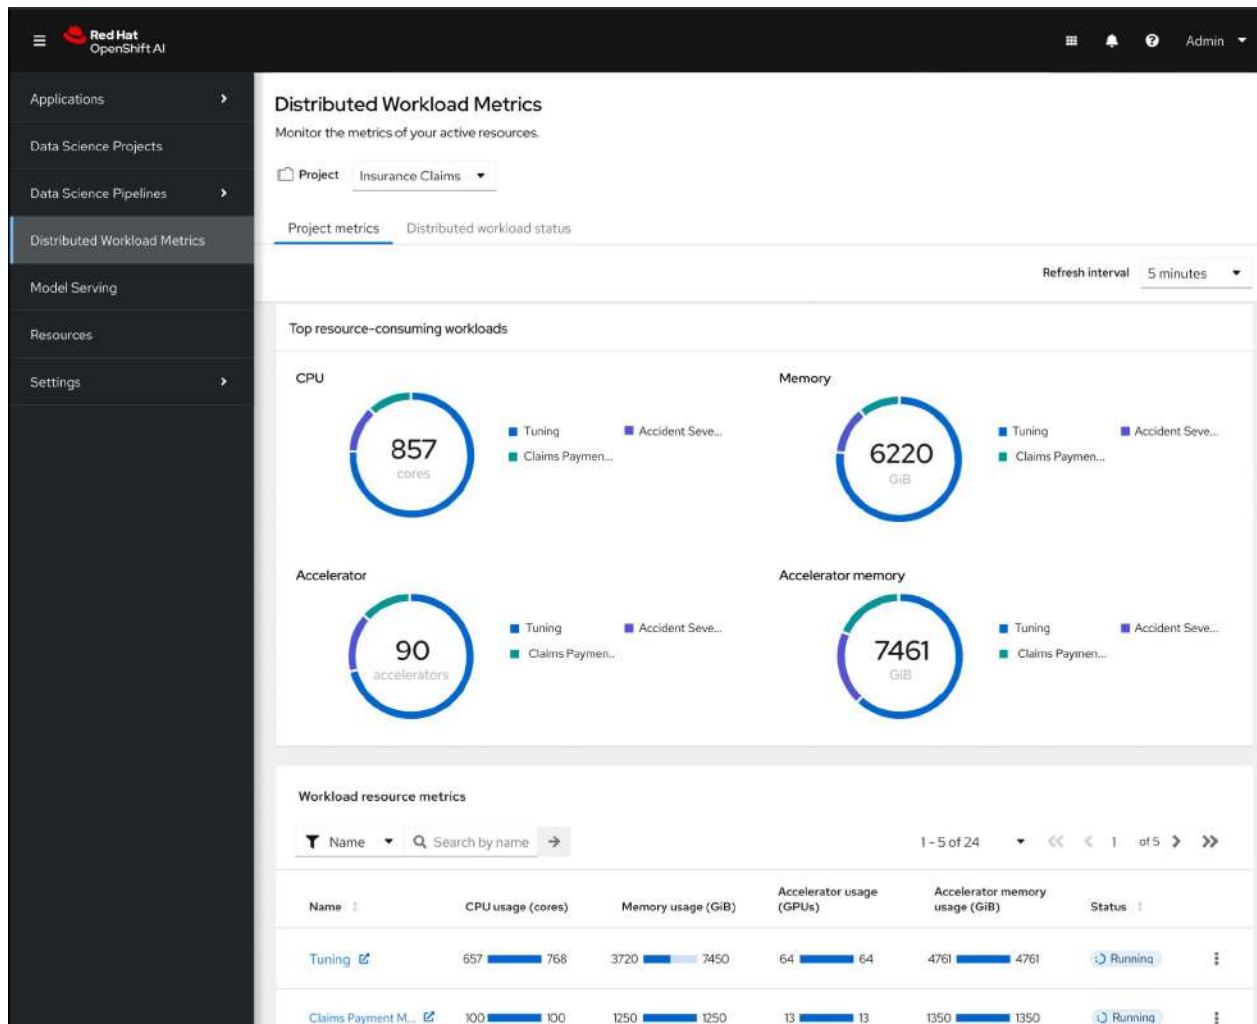 Red Hat
OpenShift AI
Admin
Applications
Data Science Projects
Data Science Pipelines
Distributed Workload Metrics
Model Serving
Resources
Settings
Distributed Workload Metrics
Monitor the metrics of your active resources.
Project Insurance Claims
Project metrics Distributed workload status
Refresh interval 5 minutes
Top resource-consuming workloads
CPU
857
cores
Tuning Accident Seve...
Claims Paymen...
Memory
6220
GiB
Tuning Accident Seve...
Claims Paymen...
Accelerator
90
accelerators
Tuning Accident Seve...
Claims Paymen..
Accelerator memory
7461
GiB
Tuning Accident Seve...
Claims Paymen...
Workload resource metrics
Name Search by name 1 - 5 of 24 1 of 5
Name CPU usage (cores) Memory usage (GiB) Accelerator usage (GPUs) Accelerator memory usage (GiB) Status
Tuning 657 768 3720 7450 64 64 4761 4761 Running
Claims Payment M... 100 100 1250 1250 13 13 1350 1350 Running